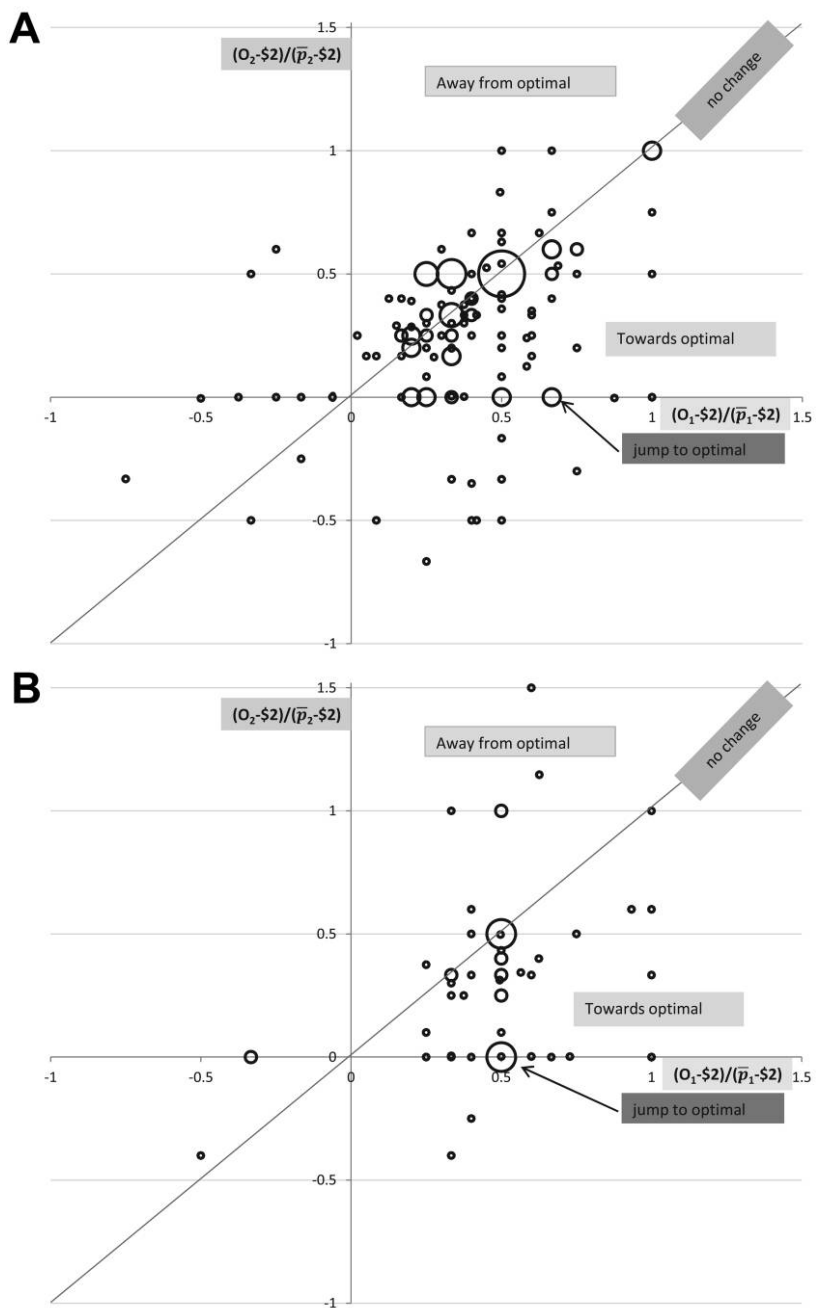 A
1.5
(O₂-$2)/(p̅₂-$2)
Away from optimal
no change
1
0.5
Towards optimal
0
-1
-0.5
0
0.5
1
1.5
(O₁-$2)/(p̅₁-$2)
jump to optimal
-0.5
-1
B
1.5
(O₂-$2)/(p̅₂-$2)
Away from optimal
no change
1
0.5
Towards optimal
0
-1
-0.5
0
0.5
1
1.5
(O₁-$2)/(p̅₁-$2)
jump to optimal
-0.5
-1